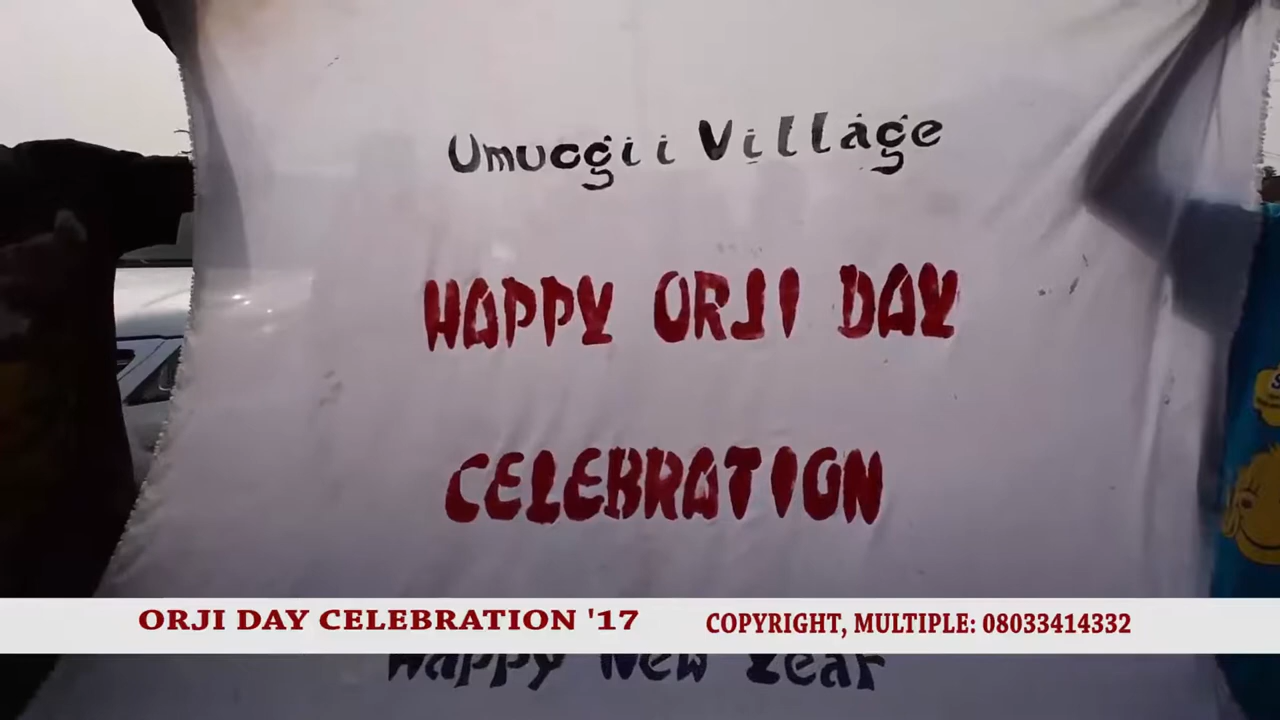 Umuogii Village
HAPPY ORJI DAY
CELEBRATION
ORJI DAY CELEBRATION '17
COPYRIGHT, MULTIPLE: 08033414332
Happy New Year